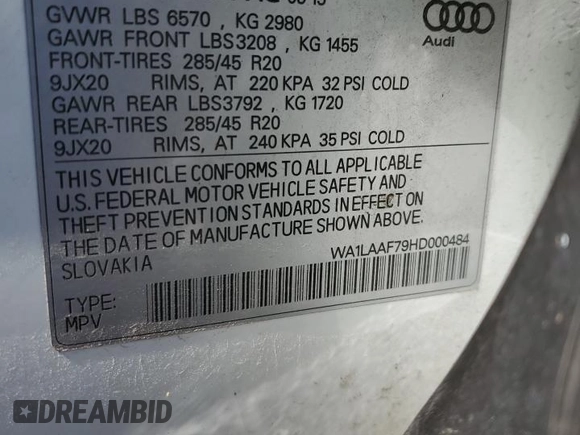 GVWR LBS 6570 , KG 2980
GAWR FRONT LBS3208 , KG 1455
FRONT-TIRES 285/45 R20
9JX20 RIMS, AT 220 KPA 32 PSI COLD
GAWR REAR LBS3792 , KG 1720
REAR-TIRES 285/45 R20
9JX20 RIMS, AT 240 KPA 35 PSI COLD
Audi
THIS VEHICLE CONFORMS TO ALL APPLICABLE
U.S. FEDERAL MOTOR VEHICLE SAFETY AND
THEFT PREVENTION STANDARDS IN EFFECT ON
THE DATE OF MANUFACTURE SHOWN ABOVE.
SLOVAKIA
WA1LAAF79HD000484
TYPE:
MPV
DREAMBID